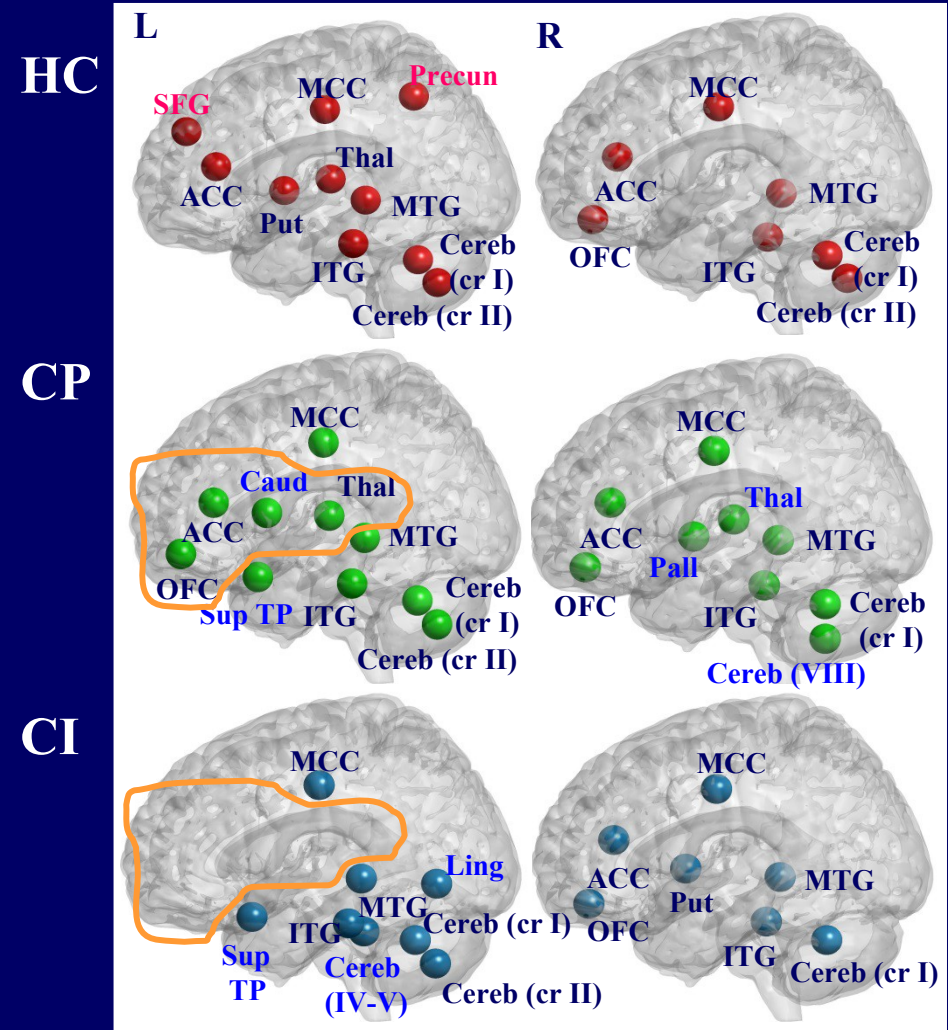 L
R
HC
SFG
MCC
Precun
ACC
Put
Thal
MTG
ITG
Cereb
(cr I)
Cereb (cr II)
MCC
ACC
OFC
MTG
ITG
Cereb
(cr I)
Cereb (cr II)
CP
MCC
Caud
Thal
ACC
MTG
OFC
Sup TP
ITG
Cereb
(cr I)
Cereb (cr II)
MCC
Thal
ACC
Pall
MTG
OFC
ITG
Cereb
(cr I)
Cereb (VIII)
CI
MCC
Ling
MTG
ITG
Cereb (cr I)
Sup
TP
Cereb
(IV-V)
Cereb (cr II)
MCC
ACC
Put
MTG
OFC
ITG
Cereb (cr I)